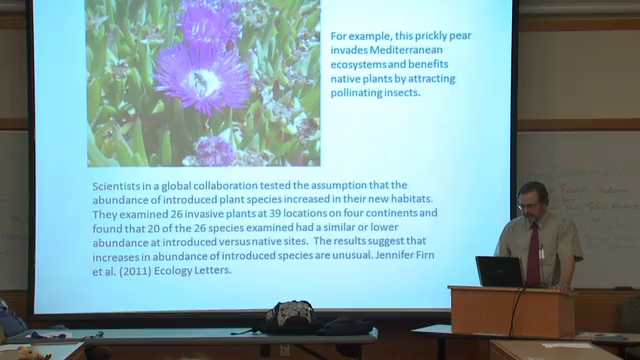 For example, this prickly pear
invades Mediterranean
ecosystems and benefits
native plants by attracting
pollinating insects.
Scientists in a global collaboration tested the assumption that the
abundance of introduced plant species increased in their new habitats.
They examined 26 invasive plants at 39 locations on four continents and
found that 20 of the 26 species examined had a similar or lower
abundance at introduced versus native sites. The results suggest that
increases in abundance of introduced species are unusual. Jennifer Firn
et al. (2011) Ecology Letters.